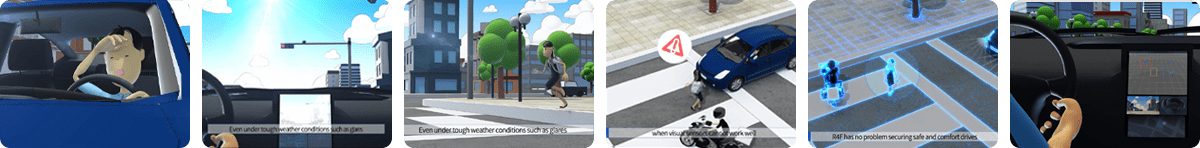 Even under tough weather conditions such as glars
Even under tough weather conditions such as glares
when visual sensors cannot work well
R4F has no problem securing safe and comfort drives